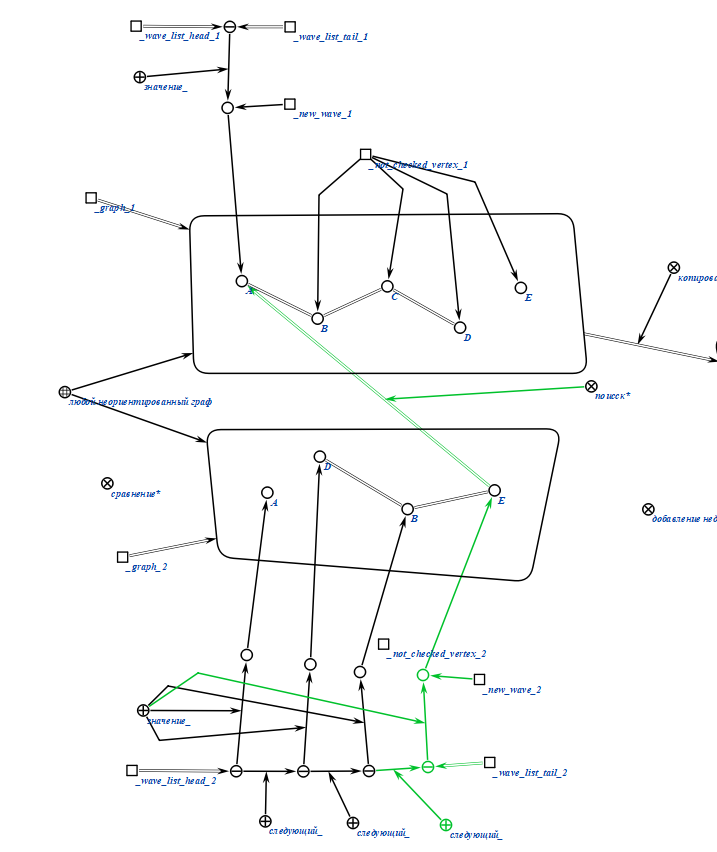 _wave_list_head_1
_wave_list_tail_1
значение_
_new_wave_1
_not_checked_vertex_1
_graph_1
копирова
A
C
E
B
D
любой неориентированный граф
поисск*
D
сравнение*
A
E
B
добавление нед
_graph_2
_not_checked_vertex_2
_new_wave_2
значение_
_wave_list_head_2
_wave_list_tail_2
следующий_
следующий_
следующий_